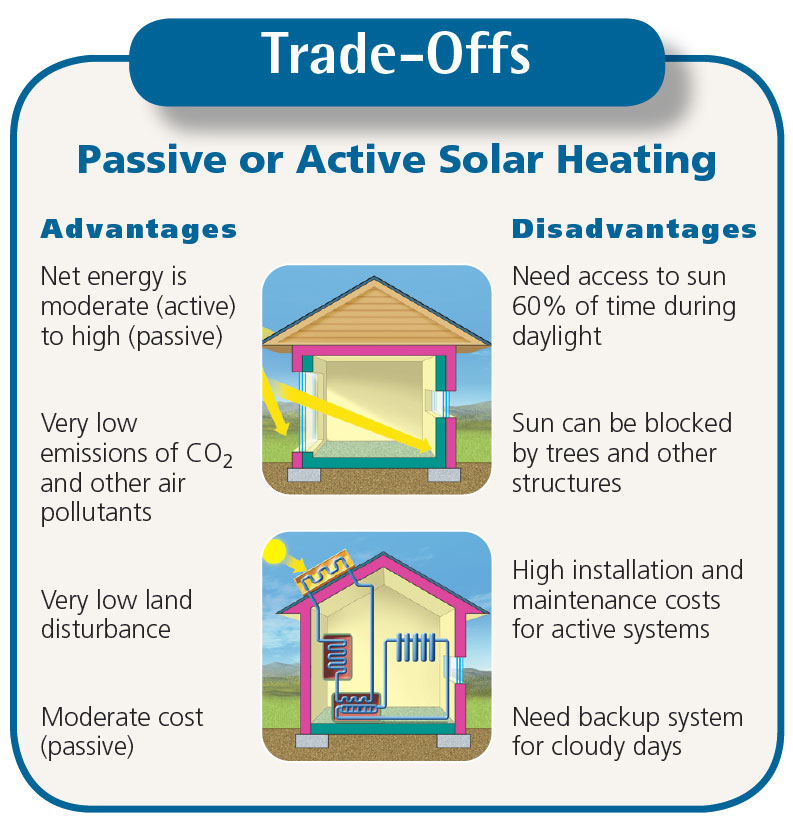 Trade-Offs
Passive or Active Solar Heating
Advantages
Net energy is
moderate (active)
to high (passive)
Very low
emissions of CO₂
and other air
pollutants
Very low land
disturbance
Moderate cost
(passive)
Disadvantages
Need access to sun
60% of time during
daylight
Sun can be blocked
by trees and other
structures
High installation and
maintenance costs
for active systems
Need backup system
for cloudy days